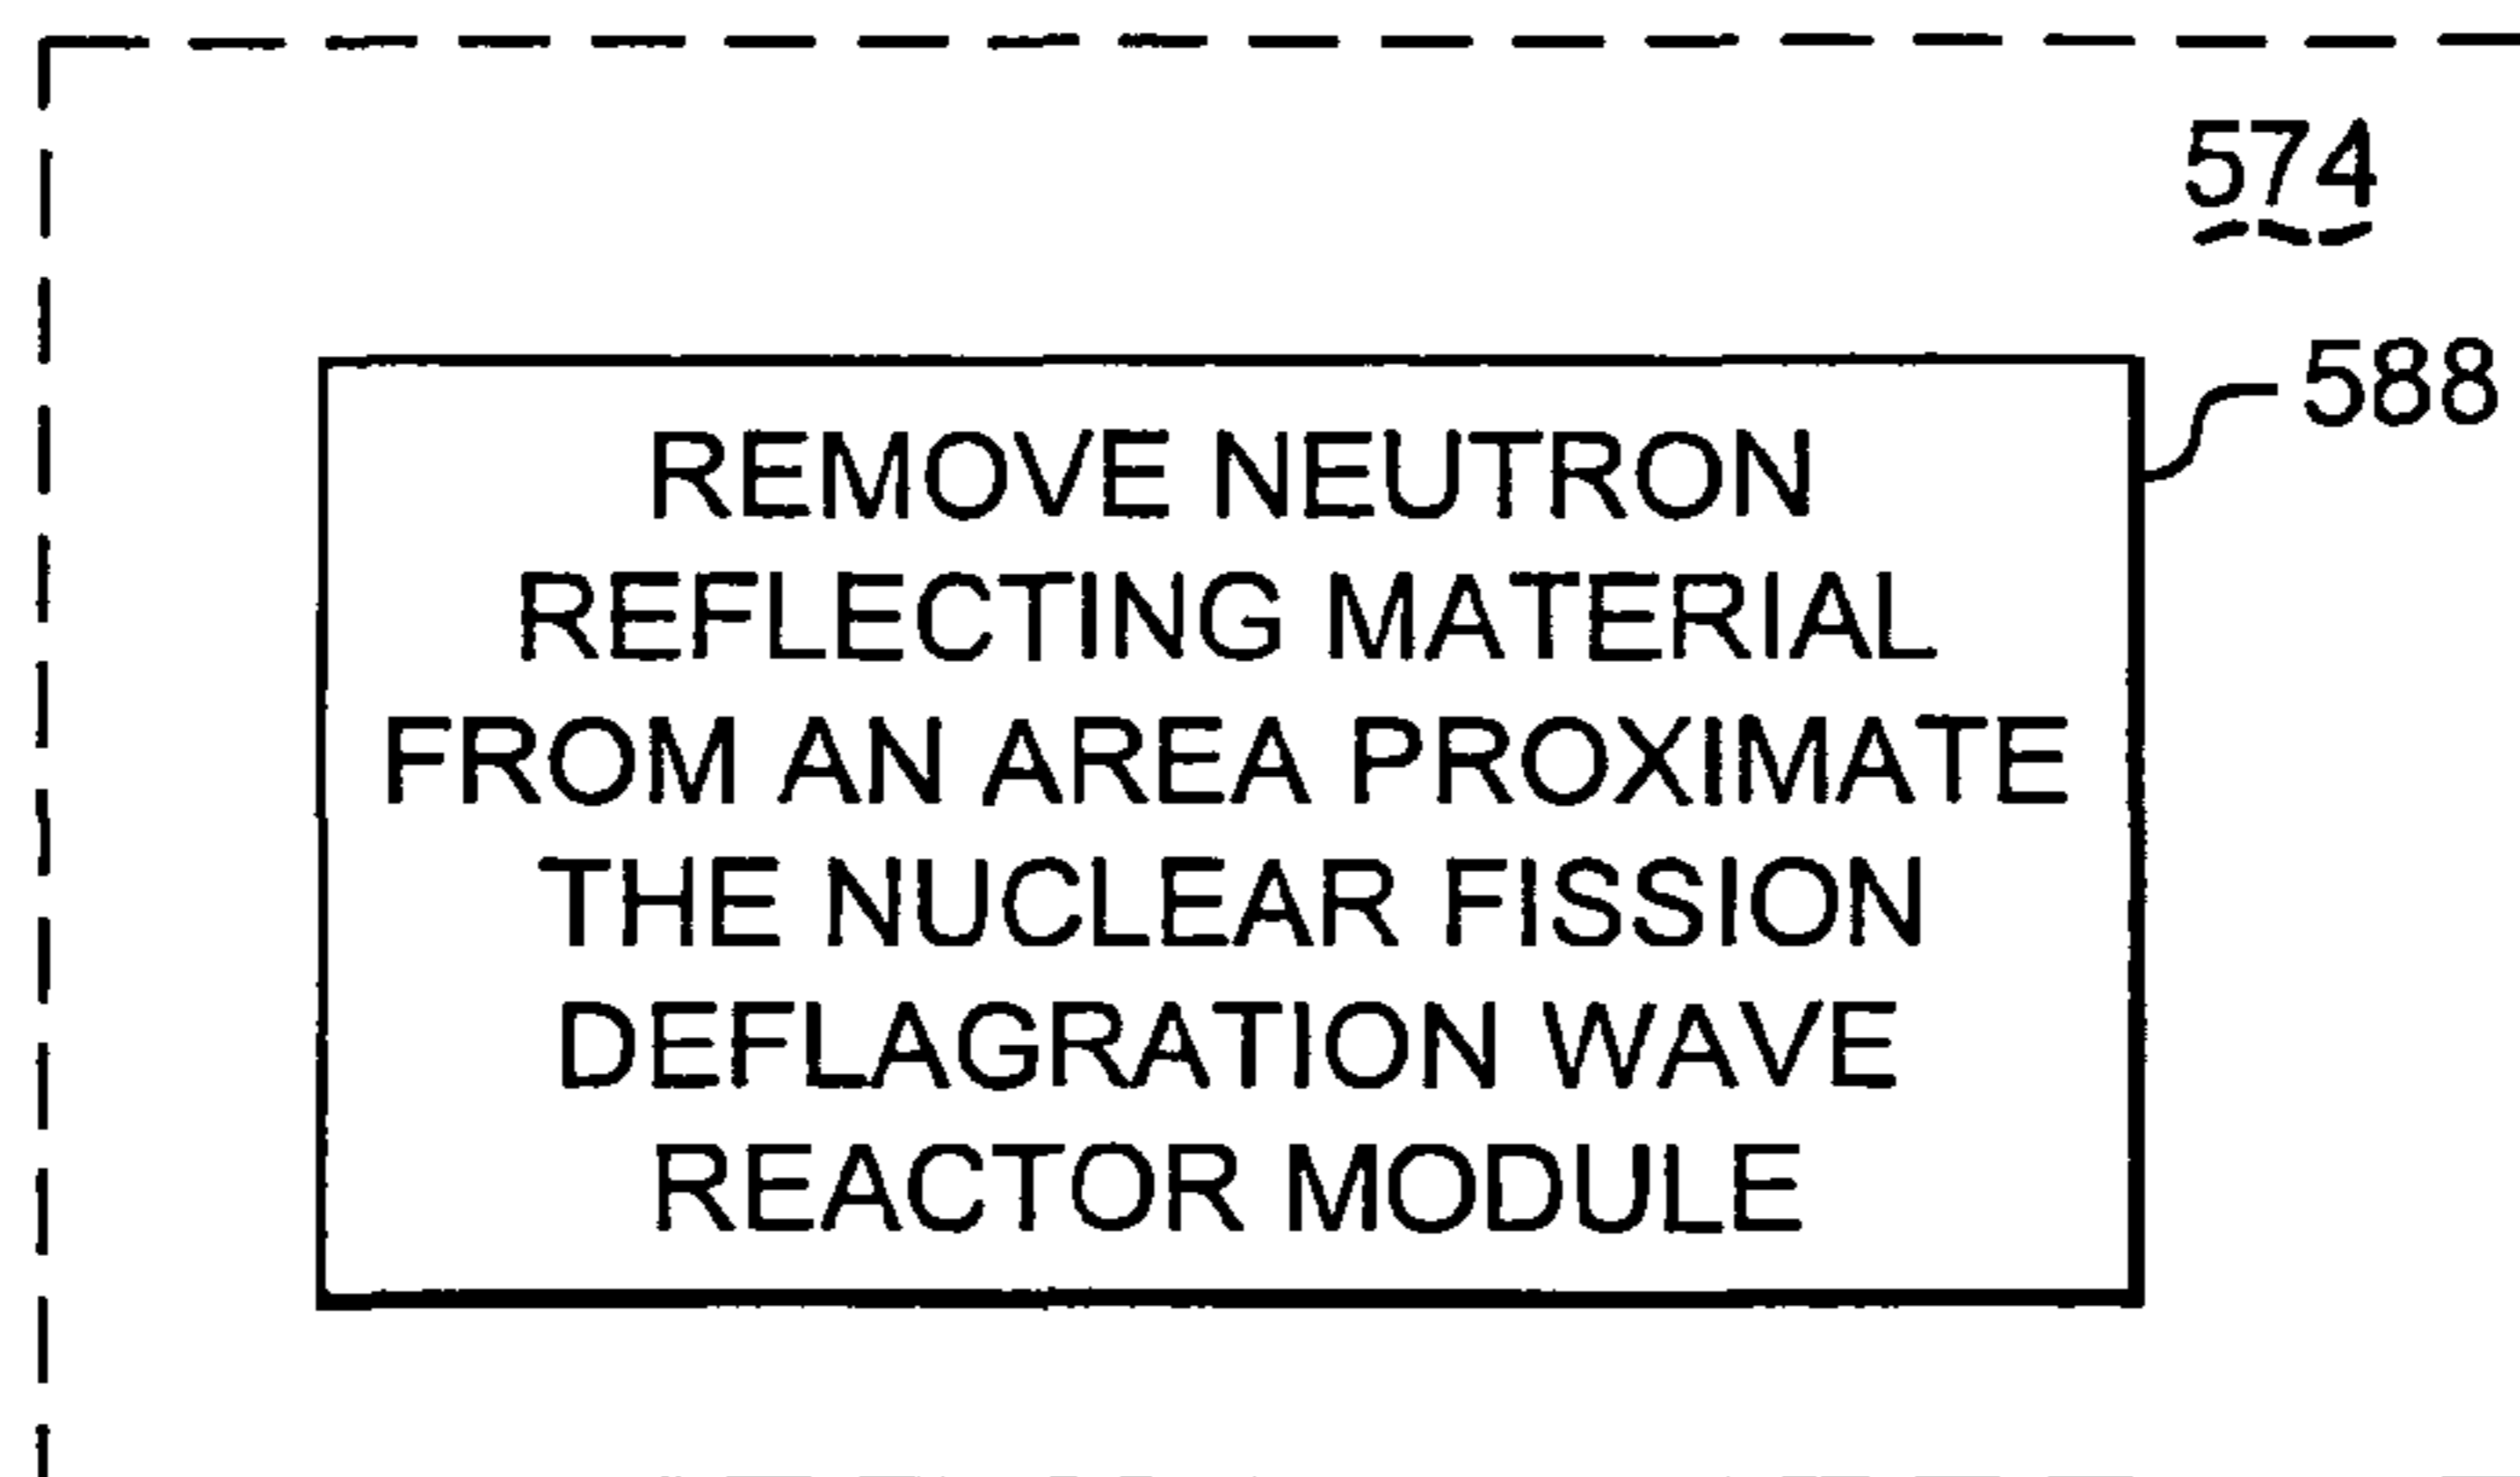 574
588
REMOVE NEUTRON
REFLECTING MATERIAL
FROM AN AREA PROXIMATE
THE NUCLEAR FISSION
DEFLAGRATION WAVE
REACTOR MODULE